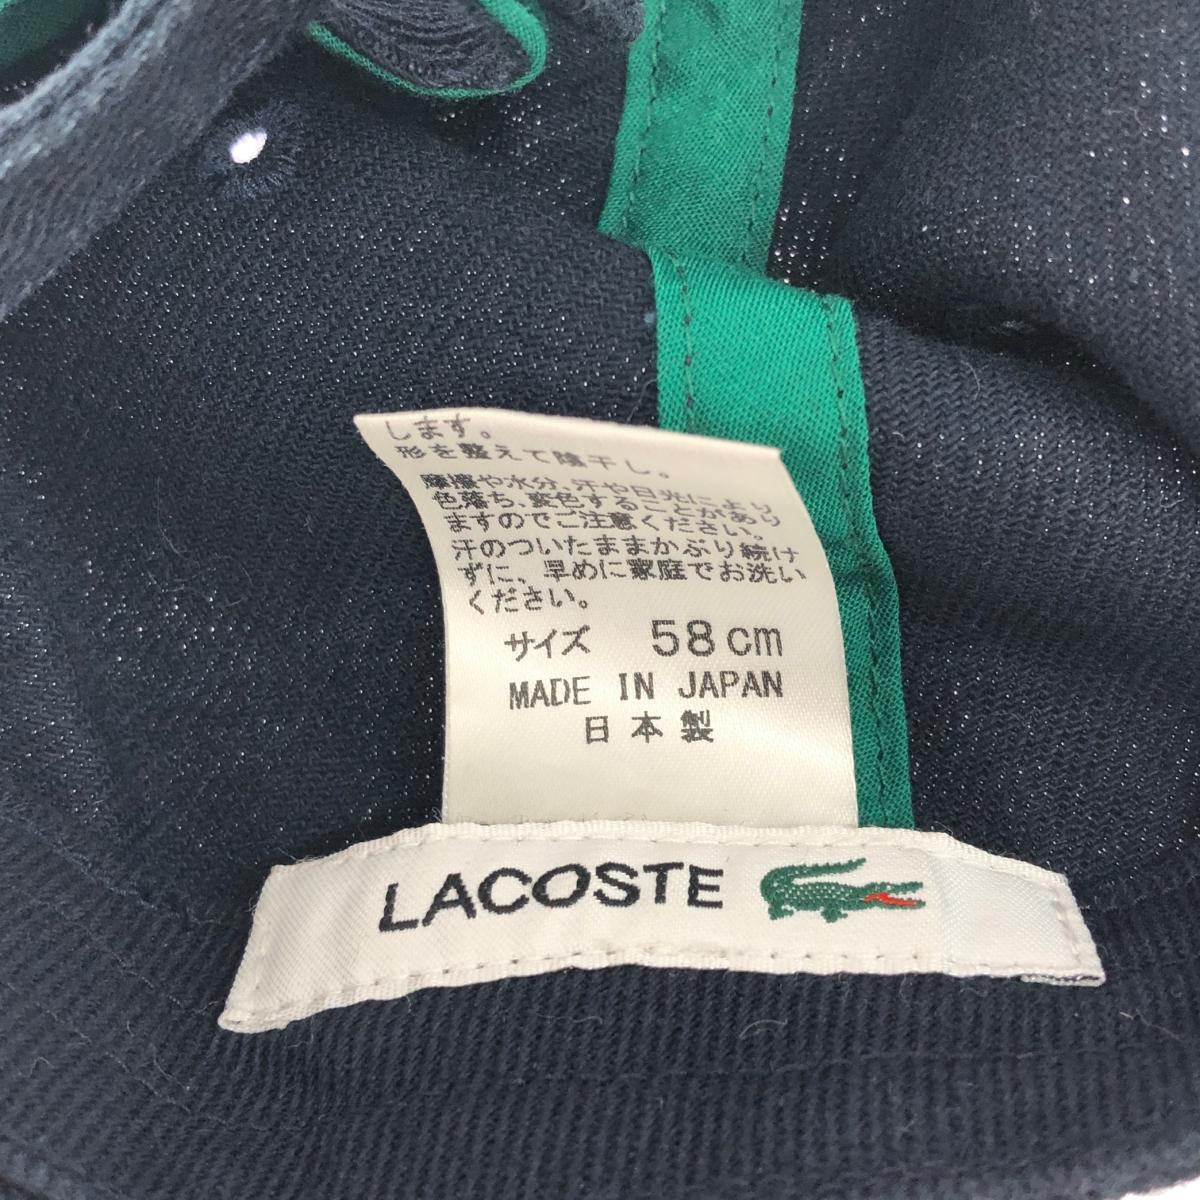 します。
形を整えて陰干し。
摩擦や水分、汗や日光により
色落ち、変色することがあり
ますのでご注意ください。
汗のついたままかぶり続け
ずに、早めに家庭でお洗い
ください。
サイズ 58cm
MADE IN JAPAN
日本製
LACOSTE